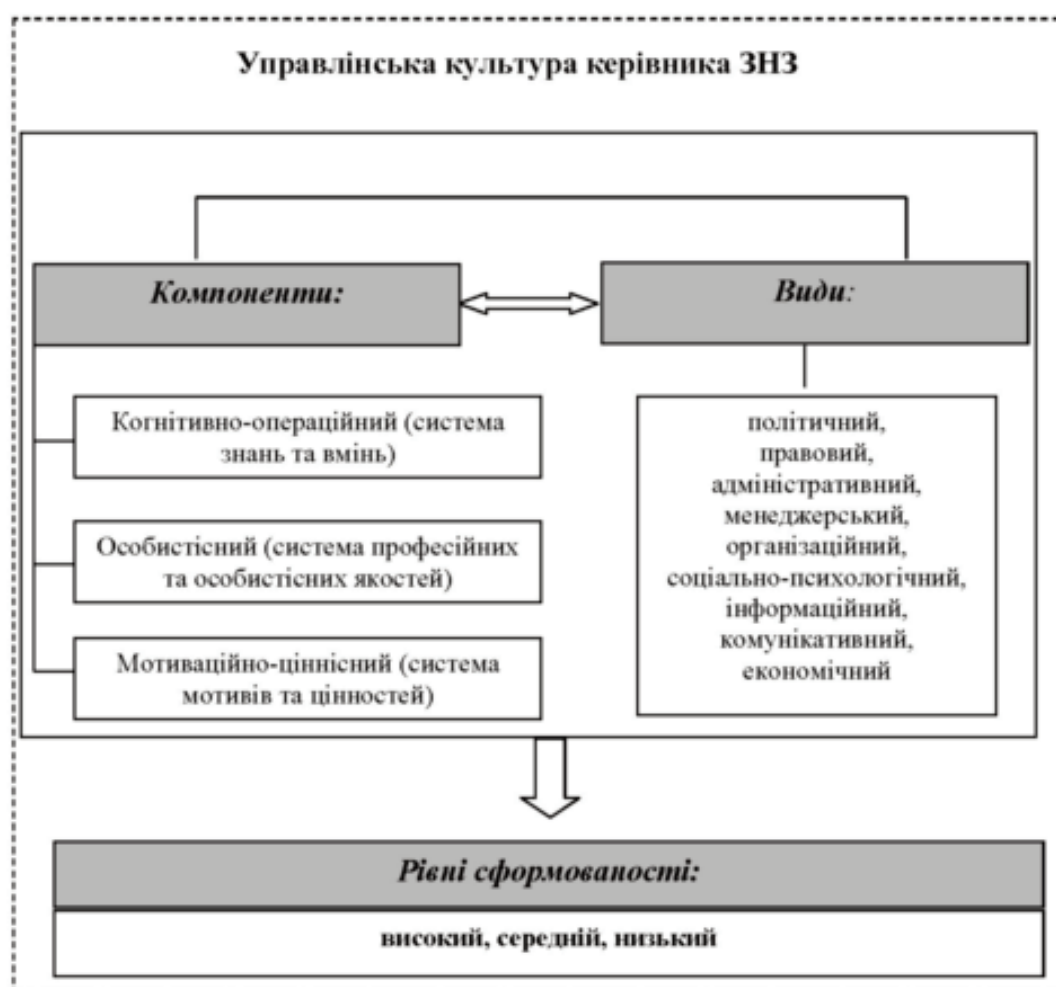 Управлінська культура керівника ЗНЗ
Компоненти:
Когнітивно-операційний (система
знань та вмінь)
Особистісний (система професійних
та особистісних якостей)
Мотиваційно-ціннісний (система
мотивів та цінностей)
Види:
політичний,
правовий,
адміністративний,
менеджерський,
організаційний,
соціально-психологічний,
інформаційний,
комунікативний,
економічний
Рівні сформованості:
високий, середній, низький